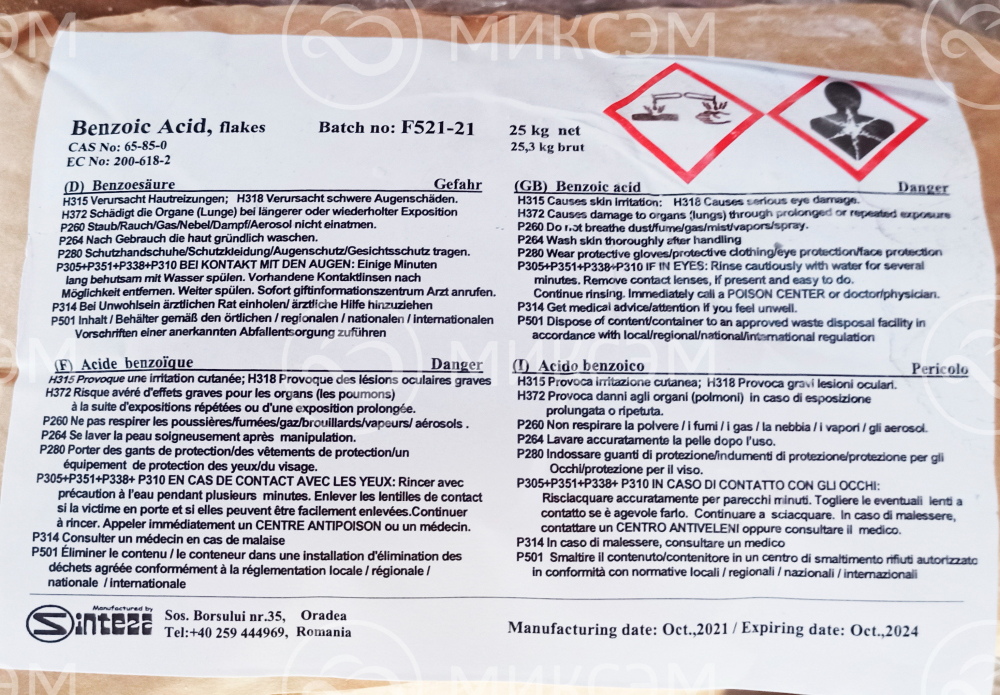 МИКСЭМ
Benzoic Acid, flakes
CAS No: 65-85-0
EC No: 200-618-2
Batch no: F521-21
25 kg net
25,3 kg brut
(D) Benzoesäure Gefahr
H315 Verursacht Hautreizungen; H318 Verursacht schwere Augenschäden.
H372 Schädigt die Organe (Lunge) bei längerer oder wiederholter Exposition
P260 Staub/Rauch/Gas/Nebel/Dampf/Aerosol nicht einatmen.
P264 Nach Gebrauch die haut gründlich waschen.
P280 Schutzhandschuhe/Schutzkleidung/Augenschutz/Gesichtsschutz tragen.
P305+P351+P338+P310 BEI KONTAKT MIT DEN AUGEN: Einige Minuten
lang behutsam mit Wasser spülen. Vorhandene Kontaktlinsen nach
Möglichkeit entfernen. Weiter spülen. Sofort giftinformationszentrum Arzt anrufen.
P314 Bei Unwohlsein ärztlichen Rat einholen/ ärztliche Hilfe hinzuziehen
P501 Inhalt / Behälter gemäß den örtlichen / regionalen / nationalen / internationalen
Vorschriften einer anerkannten Abfallentsorgung zuführen
(GB) Benzoic acid Danger
H315 Causes skin irritation: H318 Causes serious eye damage.
H372 Causes damage to organs (lungs) through prolonged or repeated exposure
P260 Do not breathe dust/fume/gas/mist/vapors/spray.
P264 Wash skin thoroughly after handling
P280 Wear protective gloves/protective clothing/eye protection/face protection
P305+P351+P338+P310 IF IN EYES: Rinse cautiously with water for several
minutes. Remove contact lenses, if present and easy to do.
Continue rinsing. Immediately call a POISON CENTER or doctor/physician.
P314 Get medical advice/attention if you feel unwell.
P501 Dispose of content/container to an approved waste disposal facility in
accordance with local/regional/national/international regulation
(F) Acide benzoïque Danger
H315 Provoque une irritation cutanée; H318 Provoque des lésions oculaires graves
H372 Risque avéré d'effets graves pour les organs (les poumons)
à la suite d'expositions répétées ou d'une exposition prolongée.
P260 Ne pas respirer les poussières/fumées/gaz/brouillards/vapeurs/ aérosols .
P264 Se laver la peau soigneusement après manipulation.
P280 Porter des gants de protection/des vêtements de protection/un
équipement de protection des yeux/du visage.
P305+P351+P338+ P310 EN CAS DE CONTACT AVEC LES YEUX: Rincer avec
précaution à l'eau pendant plusieurs minutes. Enlever les lentilles de contact
si la victime en porte et si elles peuvent être facilement enlevées.Continuer
à rincer. Appeler immédiatement un CENTRE ANTIPOISON ou un médecin.
P314 Consulter un médecin en cas de malaise
P501 Éliminer le contenu / le conteneur dans une installation d'élimination des
déchets agréée conformément à la réglementation locale / régionale /
nationale / internationale
(I) Acido benzoico Pericolo
H315 Provoca irritazione cutanea; H318 Provoca gravi lesioni oculari.
H372 Provoca danni agli organi (polmoni) in caso di esposizione
prolungata o ripetuta.
P260 Non respirare la polvere / i fumi / i gas / la nebbia / i vapori / gli aerosol.
P264 Lavare accuratamente la pelle dopo l'uso.
P280 Indossare guanti di protezione/indumenti di protezione/protezione per gli
Occhi/protezione per il viso.
P305+P351+P338+ P310 IN CASO DI CONTATTO CON GLI OCCHI:
Risclacquare accuratamente per parecchi minuti. Togliere le eventuali lenti a
contatto se è agevole farlo. Continuare a sciacquare. In caso di malessere,
contattare un CENTRO ANTIVELENI oppure consultare il medico.
P314 In caso di malessere, consultare un medico
P501 Smaltire il contenuto/contenitore in un centro di smaltimento rifiuti autorizzato
in conformità con normative locali / regionali / nazionali / internazionali
Manufactured by
Sinteza
Sos. Borsului nr.35, Oradea
Tel:+40 259 444969, Romania
Manufacturing date: Oct.,2021 / Expiring date: Oct.,2024